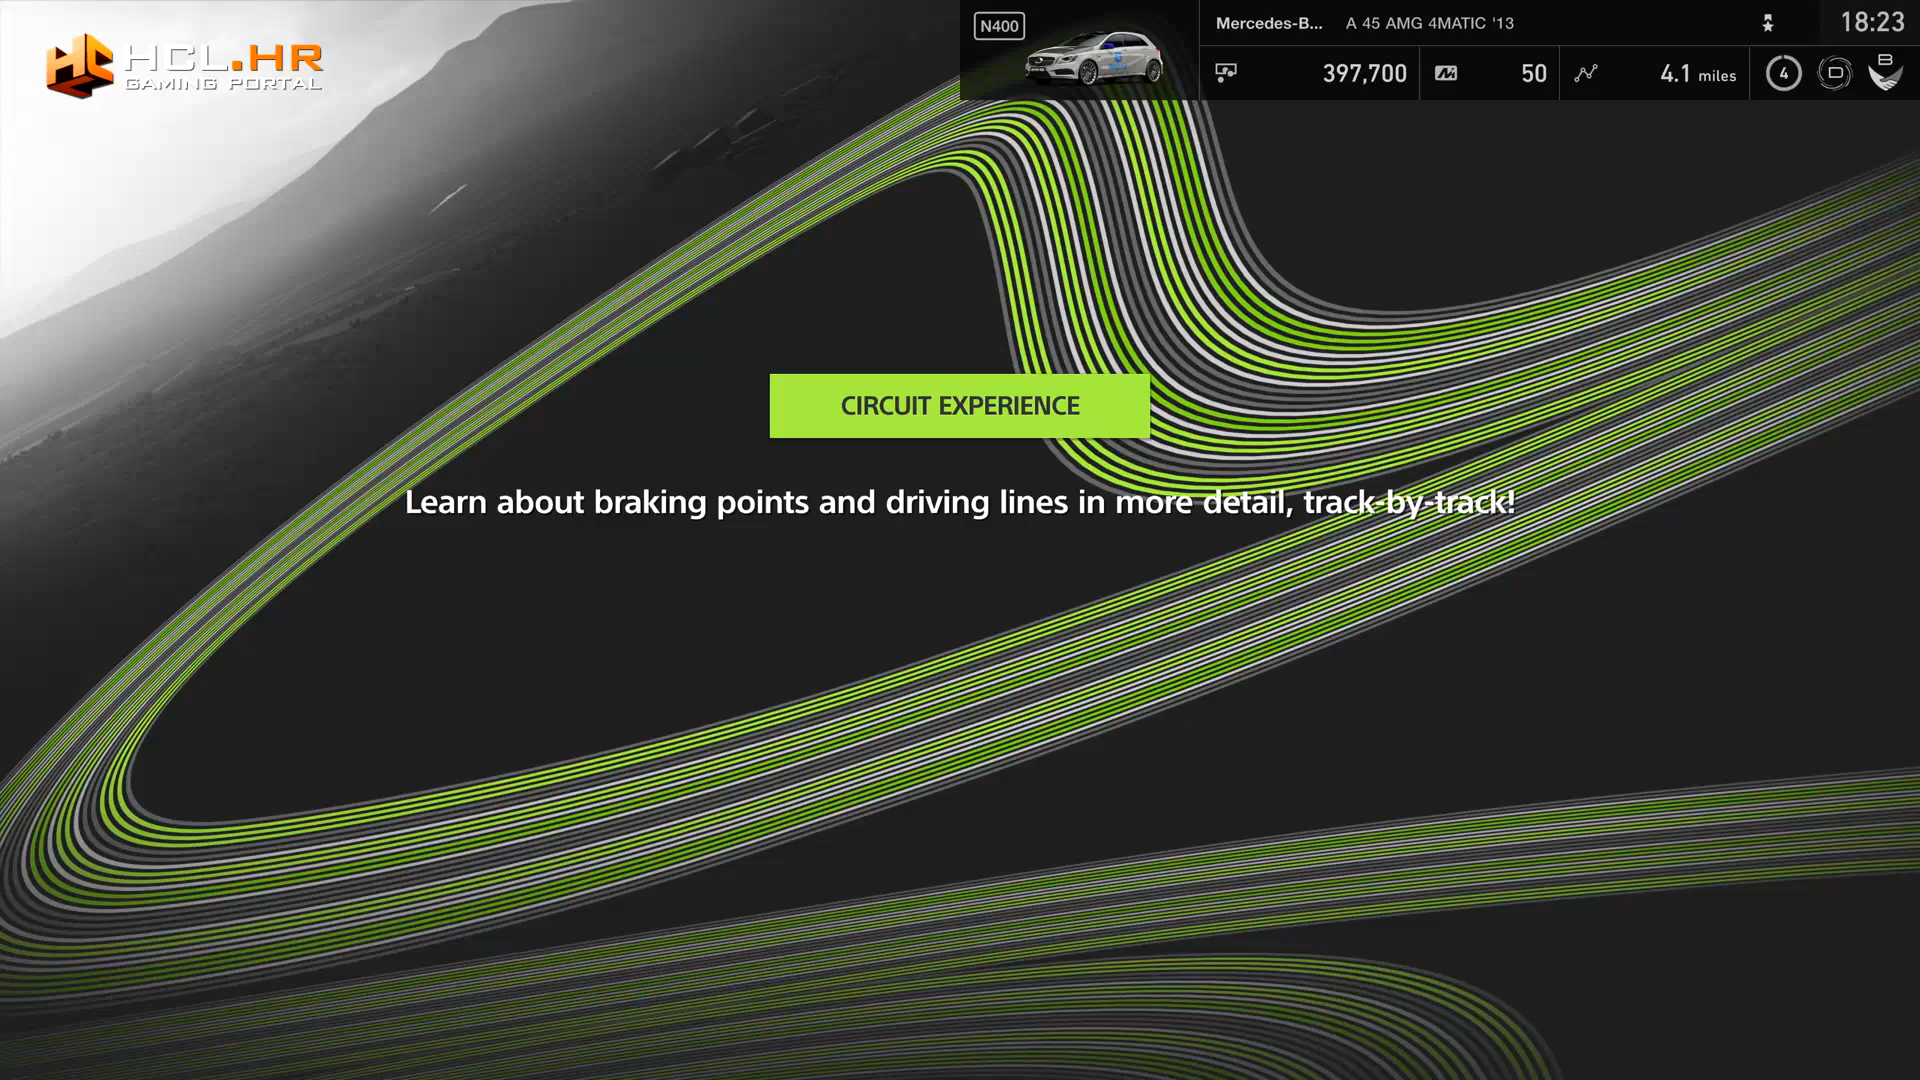 HCL.HR
GAMING PORTAL
N400
Mercedes-B... A 45 AMG 4MATIC '13
18:23
397,700
50
4.1 miles
4
D
B
CIRCUIT EXPERIENCE
Learn about braking points and driving lines in more detail, track-by-track!